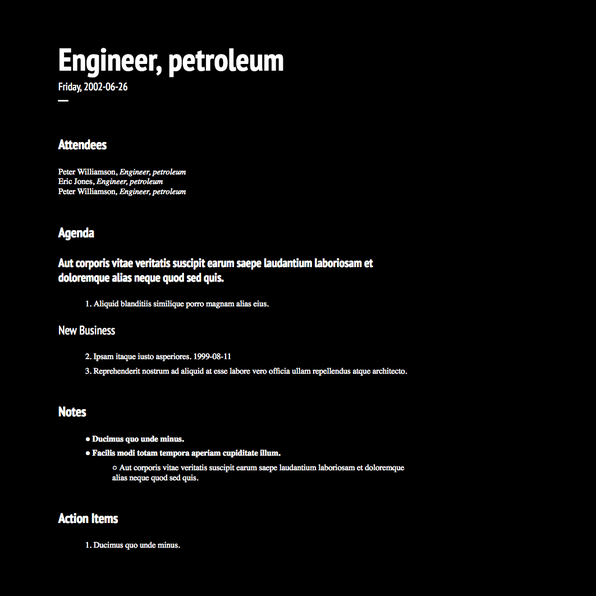 Engineer, petroleum
Friday, 2002-06-26
Attendees
Peter Williamson, Engineer, petroleum
Eric Jones, Engineer, petroleum
Peter Williamson, Engineer, petroleum
Agenda
Aut corporis vitae veritatis suscipit earum saepe laudantium laboriosam et
doloremque alias neque quod sed quis.
1. Aliquid blanditiis similique porro magnam alias eius.
New Business
2. Ipsam itaque iusto asperiores. 1999-08-11
3. Reprehenderit nostrum ad aliquid at esse labore vero officia ullam repellendus atque architecto.
Notes
● Ducimus quo unde minus.
● Facilis modi totam tempora aperiam cupiditate illum.
○ Aut corporis vitae veritatis suscipit earum saepe laudantium laboriosam et doloremque
alias neque quod sed quis.
Action Items
1. Ducimus quo unde minus.